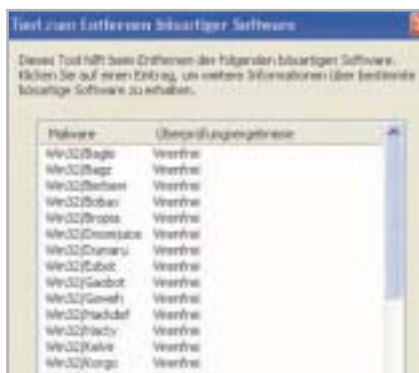 Tool zum Entfernen bösartiger Software
Dieses Tool hilft beim Entfernen der folgenden bösartigen Software.
Klicken Sie auf einen Eintrag, um weitere Informationen über bestimmte
bösartige Software zu erhalten.
Malware Überprüfungsergebnisse
Win32/Bagle Virenfrei
Win32/Bagz Virenfrei
Win32/Berbew Virenfrei
Win32/Bobax Virenfrei
Win32/Bropia Virenfrei
Win32/Doomjuice Virenfrei
Win32/Dumaru Virenfrei
Win32/Esbot Virenfrei
Win32/Gaobot Virenfrei
Win32/Goweh Virenfrei
Win32/Hackdef Virenfrei
Win32/Hacty Virenfrei
Win32/Kelvir Virenfrei
Win32/Korgo Virenfrei